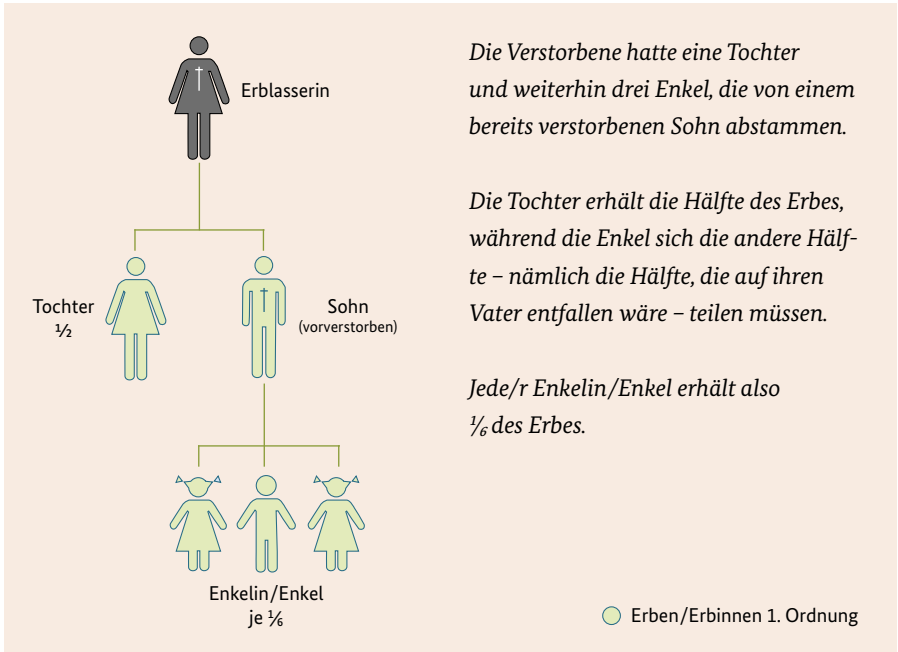 Erblasserin
Tochter
½
Sohn
(vorverstorben)
Enkelin/Enkel
je ⅙
Die Verstorbene hatte eine Tochter
und weiterhin drei Enkel, die von einem
bereits verstorbenen Sohn abstammen.
Die Tochter erhält die Hälfte des Erbes,
während die Enkel sich die andere Hälf-
te – nämlich die Hälfte, die auf ihren
Vater entfallen wäre – teilen müssen.
Jede/r Enkelin/Enkel erhält also
⅙ des Erbes.
Erben/Erbinnen 1. Ordnung